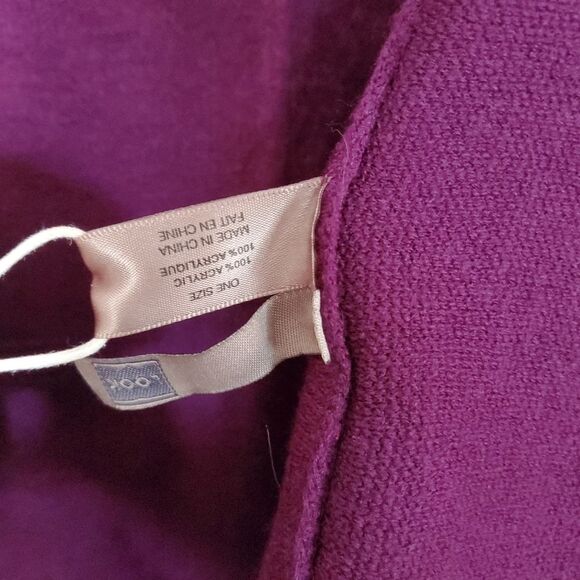 ONE SIZE
100% ACRYLIC
100% ACRYLIQUE
MADE IN CHINA
FAIT EN CHINE